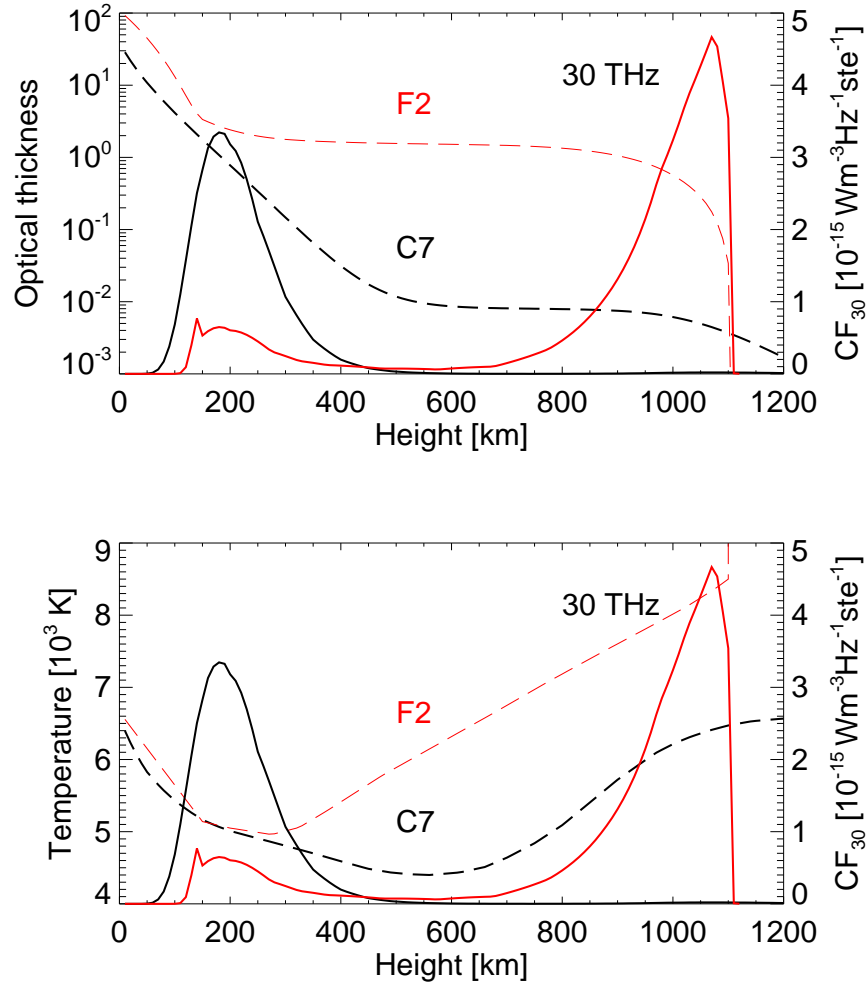 Optical thickness
10² 10¹ 10⁰ 10⁻¹ 10⁻² 10⁻³
30 THz
F2
C7
5 4 3 2 1 0
CF₃₀ [10⁻¹⁵ Wm⁻³Hz⁻¹ste⁻¹]
0 200 400 600 800 1000 1200
Height [km]
Temperature [10³ K]
9 8 7 6 5 4
30 THz
F2
C7
5 4 3 2 1 0
CF₃₀ [10⁻¹⁵ Wm⁻³Hz⁻¹ste⁻¹]
0 200 400 600 800 1000 1200
Height [km]